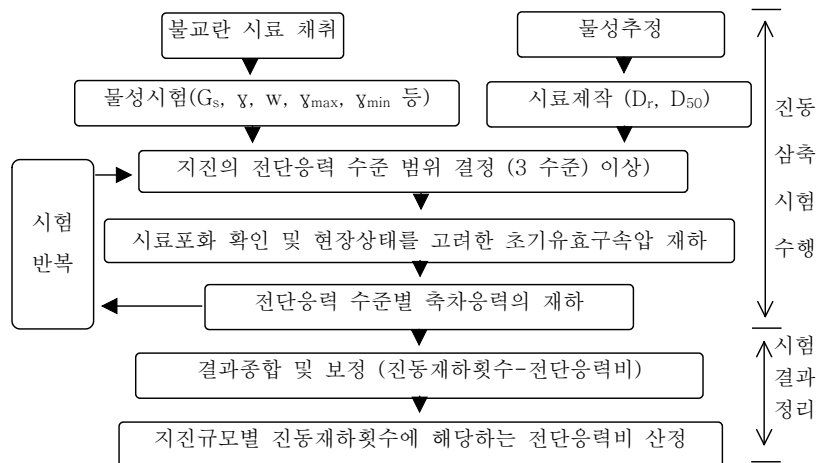 불교란 시료 채취
물성추정
물성시험(Gs, γ, w, γmax, γmin 등)
시료제작 (Dr, D50)
지진의 전단응력 수준 범위 결정 (3 수준) 이상)
시료포화 확인 및 현장상태를 고려한 초기유효구속압 재하
전단응력 수준별 축차응력의 재하
시험
반복
결과종합 및 보정 (진동재하횟수-전단응력비)
지진규모별 진동재하횟수에 해당하는 전단응력비 산정
진동
삼축
시험
수행
시험
결과
정리